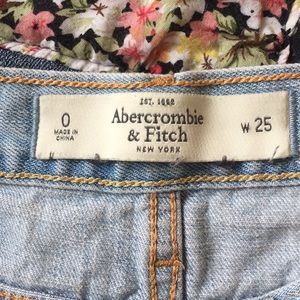 EST. 1892
Abercrombie
& Fitch
NEW YORK
0
MADE IN
CHINA
W 25